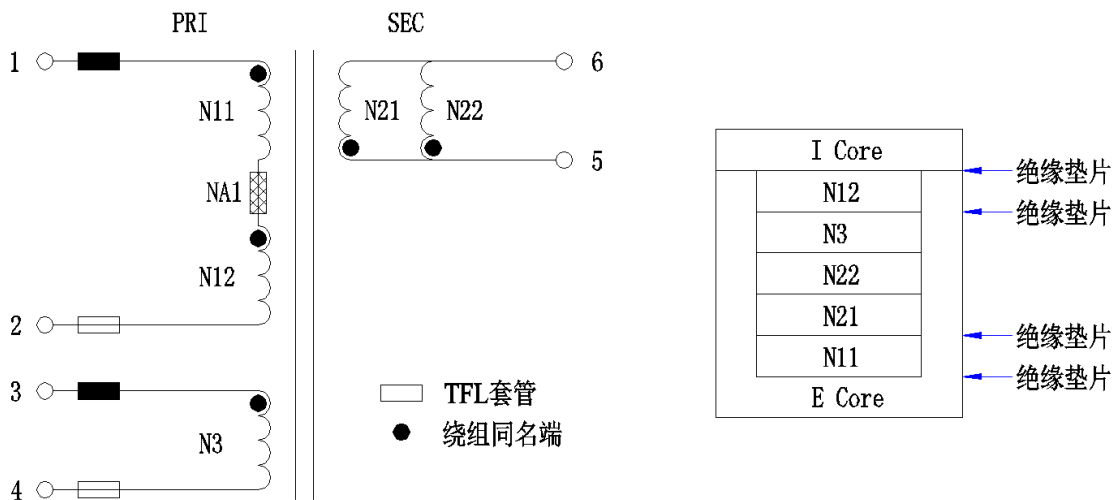 PRI
SEC
1
6
N11
N21
N22
5
NA1
N12
2
3
N3
4
TFL套管
绕组同名端
I Core
N12
N3
N22
N21
N11
E Core
绝缘垫片
绝缘垫片
绝缘垫片
绝缘垫片